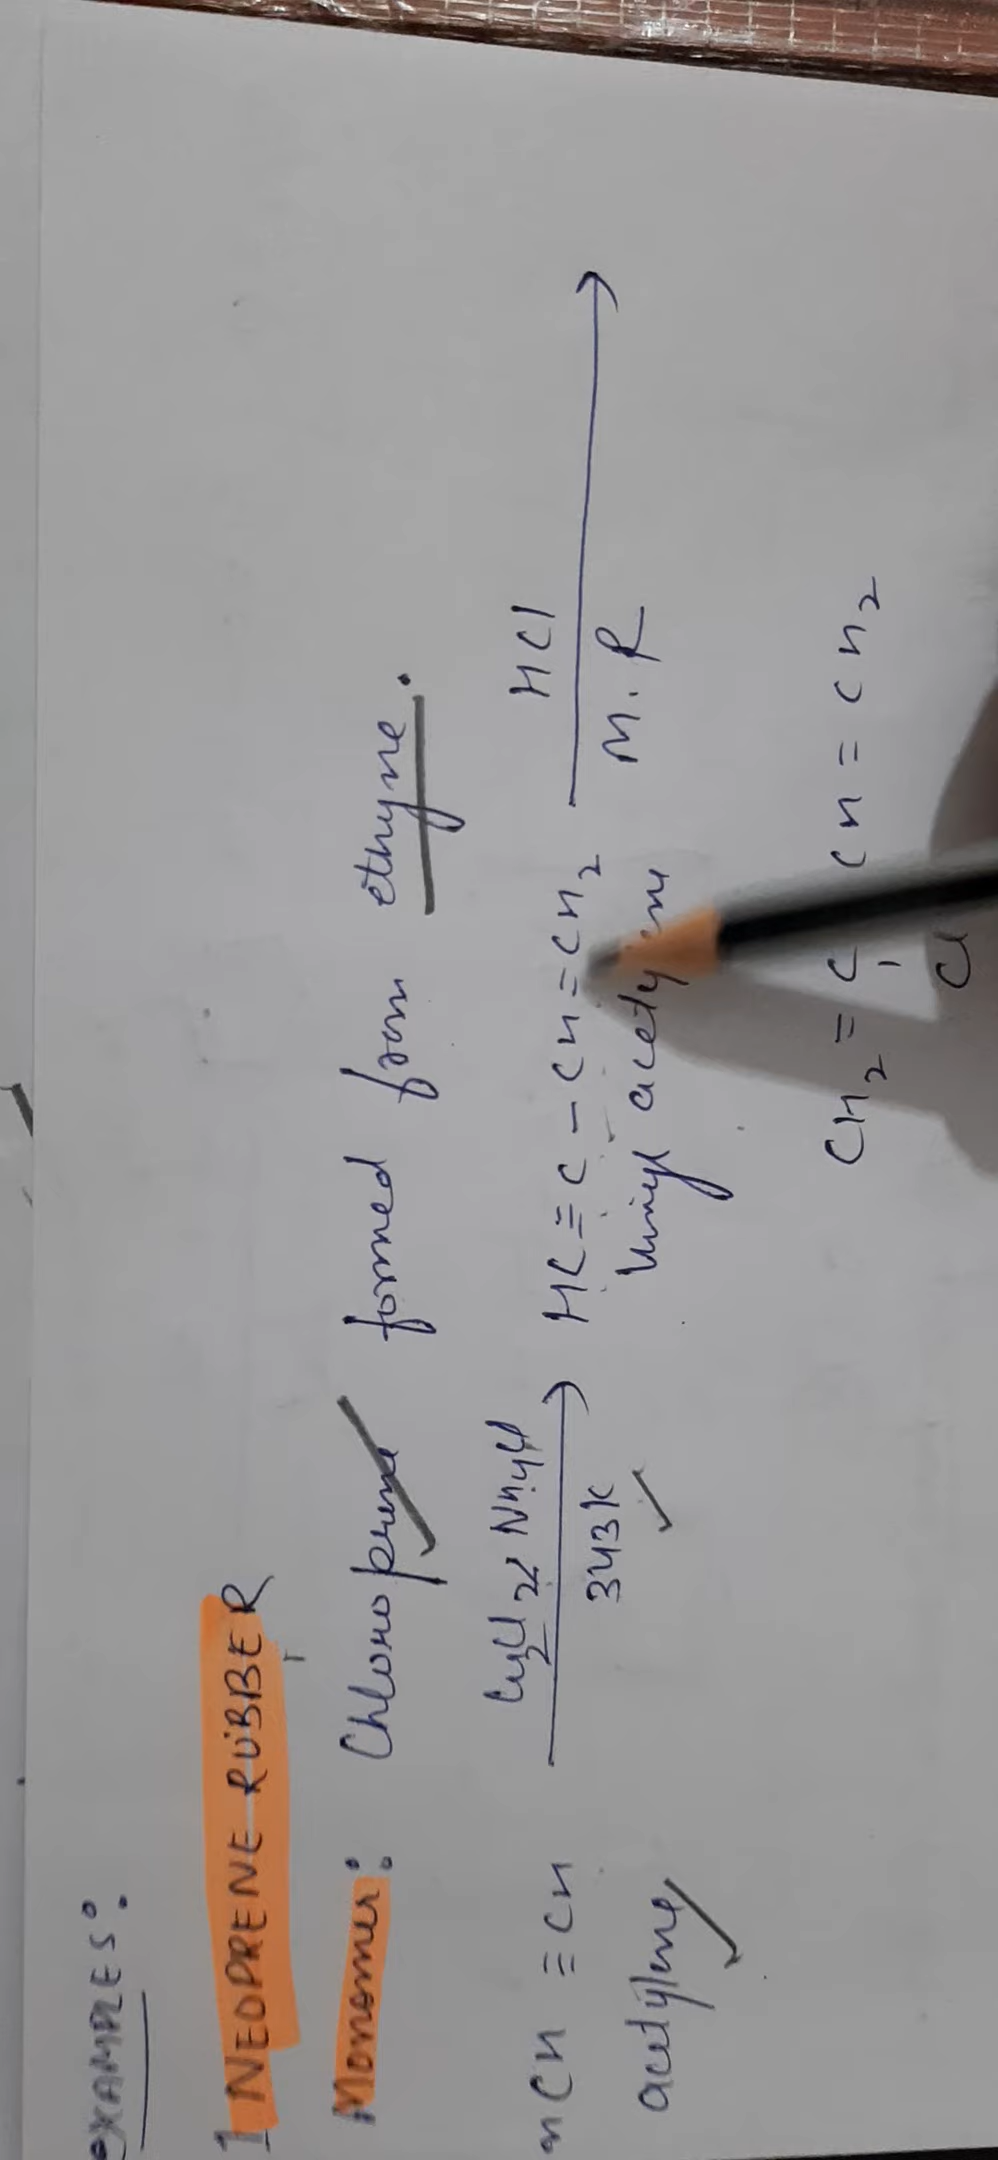 EXAMPLES:
1 NEOPRENE RUBBER
Monomer: Chloroprene formed from ethyne.
Cu2Cl2, NH4Cl HCl
nCH ≡ CH → HC ≡ C - CH = CH2 →
343K M.R
acetylene Vinyl acetylene
CH2 = C CH = CH2
Cl